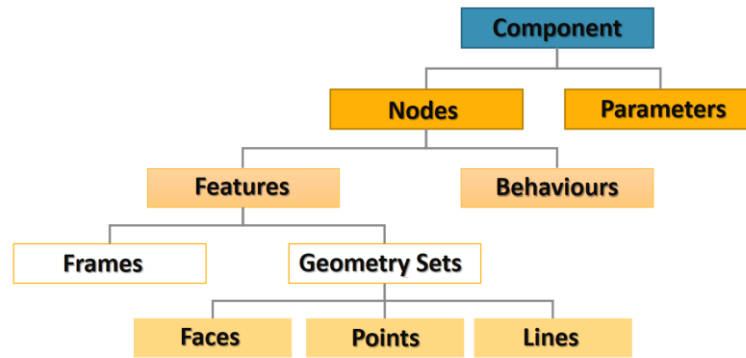 Component
Nodes
Parameters
Features
Behaviours
Frames
Geometry Sets
Faces
Points
Lines